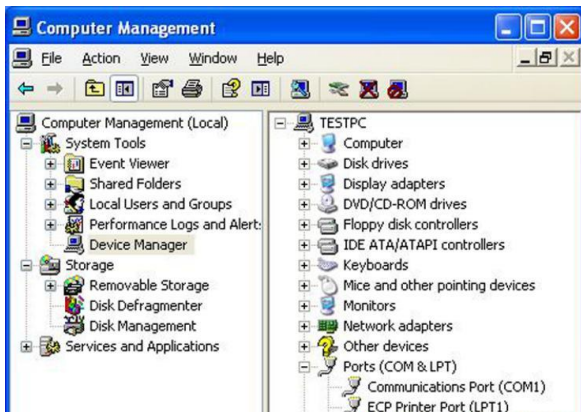 Computer Management
File Action View Window Help
Computer Management (Local)
System Tools
Event Viewer
Shared Folders
Local Users and Groups
Performance Logs and Alert
Device Manager
Storage
Removable Storage
Disk Defragmenter
Disk Management
Services and Applications
TESTPC
Computer
Disk drives
Display adapters
DVD/CD-ROM drives
Floppy disk controllers
IDE ATA/ATAPI controllers
Keyboards
Mice and other pointing devices
Monitors
Network adapters
Other devices
Ports (COM & LPT)
Communications Port (COM1)
ECP Printer Port (LPT1)